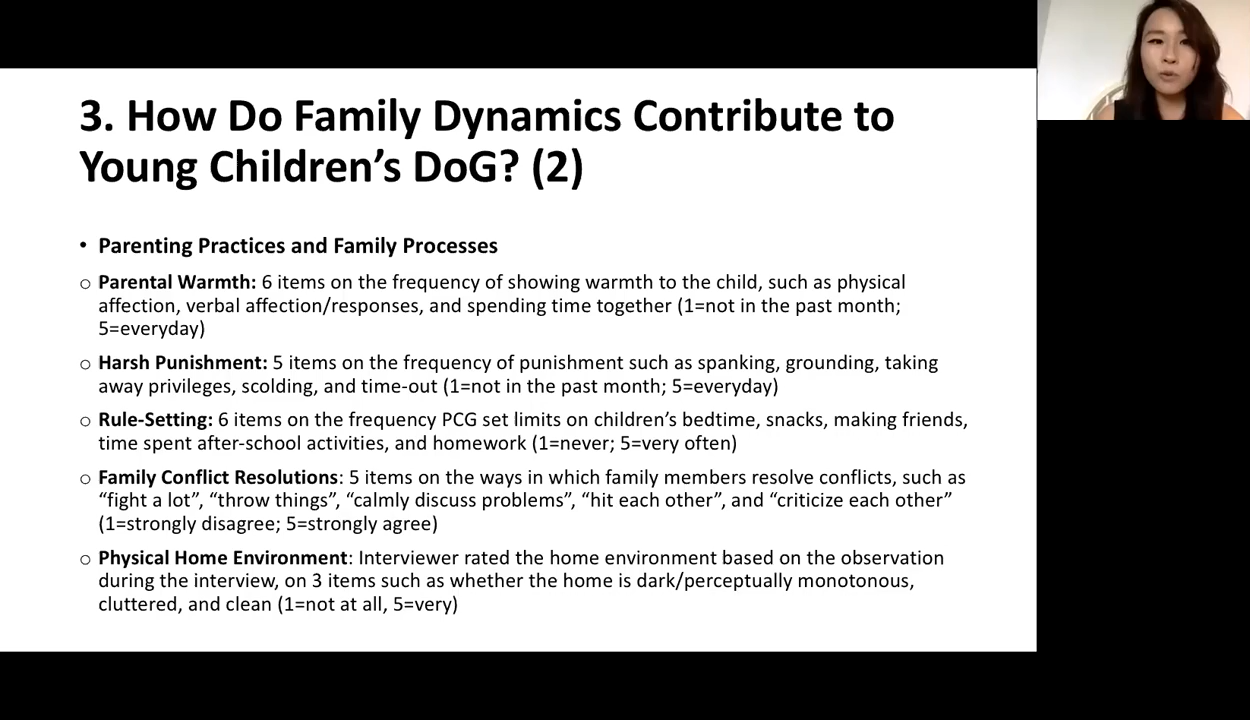 3. How Do Family Dynamics Contribute to
Young Children’s DoG? (2)
• Parenting Practices and Family Processes
o Parental Warmth: 6 items on the frequency of showing warmth to the child, such as physical
affection, verbal affection/responses, and spending time together (1=not in the past month;
5=everyday)
o Harsh Punishment: 5 items on the frequency of punishment such as spanking, grounding, taking
away privileges, scolding, and time-out (1=not in the past month; 5=everyday)
o Rule-Setting: 6 items on the frequency PCG set limits on children’s bedtime, snacks, making friends,
time spent after-school activities, and homework (1=never; 5=very often)
o Family Conflict Resolutions: 5 items on the ways in which family members resolve conflicts, such as
“fight a lot”, “throw things”, “calmly discuss problems”, “hit each other”, and “criticize each other”
(1=strongly disagree; 5=strongly agree)
o Physical Home Environment: Interviewer rated the home environment based on the observation
during the interview, on 3 items such as whether the home is dark/perceptually monotonous,
cluttered, and clean (1=not at all, 5=very)